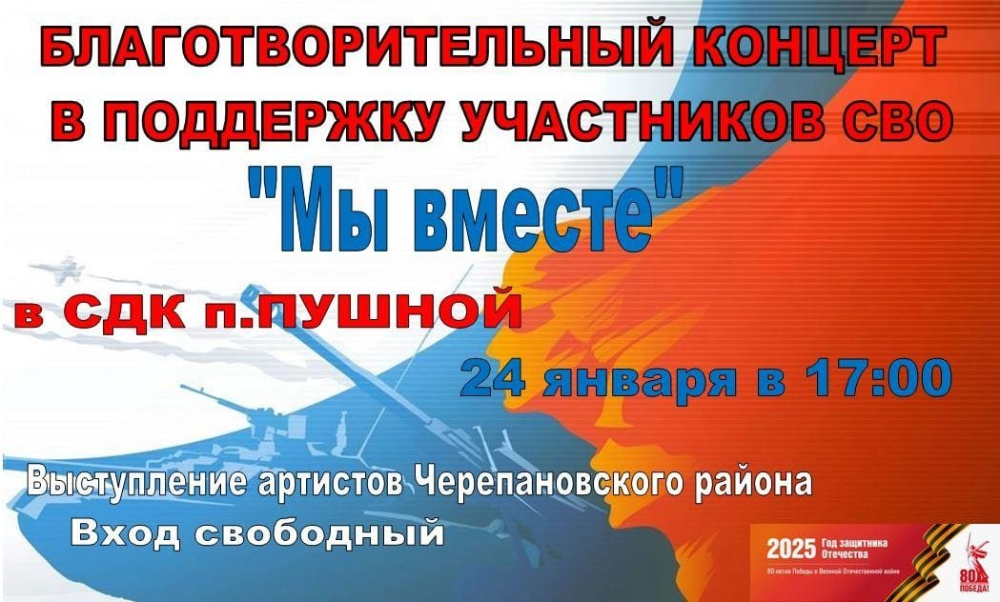 БЛАГОТВОРИТЕЛЬНЫЙ КОНЦЕРТ
В ПОДДЕРЖКУ УЧАСТНИКОВ СВО
"Мы вместе"
в СДК п.ПУШНОЙ
24 января в 17:00
Выступление артистов Черепановского района
Вход свободный
2025 Год защитника
Отечества
80-летие Победы в Великой Отечественной войне
80
ПОБЕДА!